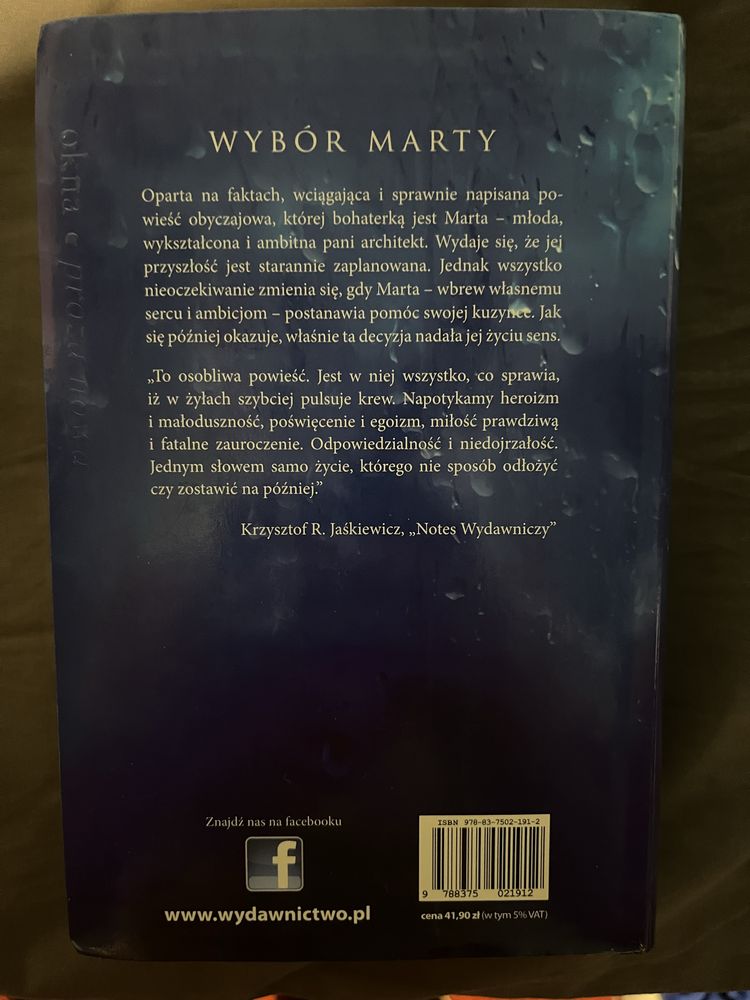 WYBÓR MARTY
Oparta na faktach, wciągająca i sprawnie napisana po-
wieść obyczajowa, której bohaterką jest Marta – młoda,
wykształcona i ambitna pani architekt. Wydaje się, że jej
przyszłość jest starannie zaplanowana. Jednak wszystko
nieoczekiwanie zmienia się, gdy Marta – wbrew własnemu
sercu i ambicjom – postanawia pomóc swojej kuzynce. Jak
się później okazuje, właśnie ta decyzja nadała jej życiu sens.
„To osobliwa powieść. Jest w niej wszystko, co sprawia,
iż w żyłach szybciej pulsuje krew. Napotykamy heroizm
i małoduszność, poświęcenie i egoizm, miłość prawdziwą
i fatalne zauroczenie. Odpowiedzialność i niedojrzałość.
Jednym słowem samo życie, którego nie sposób odłożyć
czy zostawić na później.”
Krzysztof R. Jaśkiewicz, „Notes Wydawniczy”
okna
Znajdź nas na facebooku
f
www.wydawnictwo.pl
ISBN 978-83-7502-191-2
9 788375 021912
cena 41,90 zł (w tym 5% VAT)